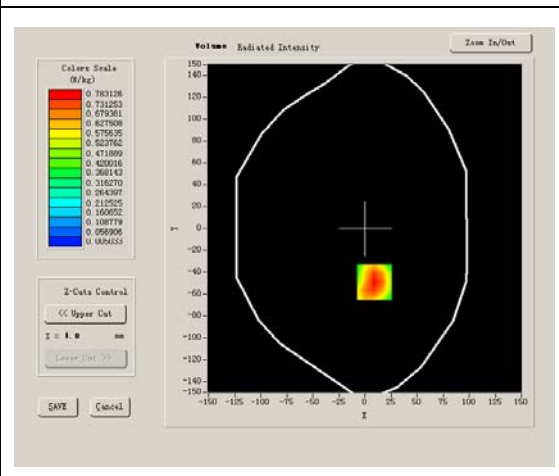 Volume Radiated Intensity
Zoom In/Out
Colors Scale
(W/kg)
0.783126
0.731253
0.679381
0.627508
0.575635
0.523762
0.471889
0.420016
0.368143
0.316270
0.264397
0.212525
0.160652
0.108779
0.056906
0.005033
Z-Cuts Control
<< Upper Cut
Z = 4.0 mm
Lower Cut >>
SAVE
Cancel
150
140
120
100
80
60
40
20
0
-20
-40
-60
-80
-100
-120
-140
-150
Y
-150 -125 -100 -75 -50 -25 0 25 50 75 100 125 150
X